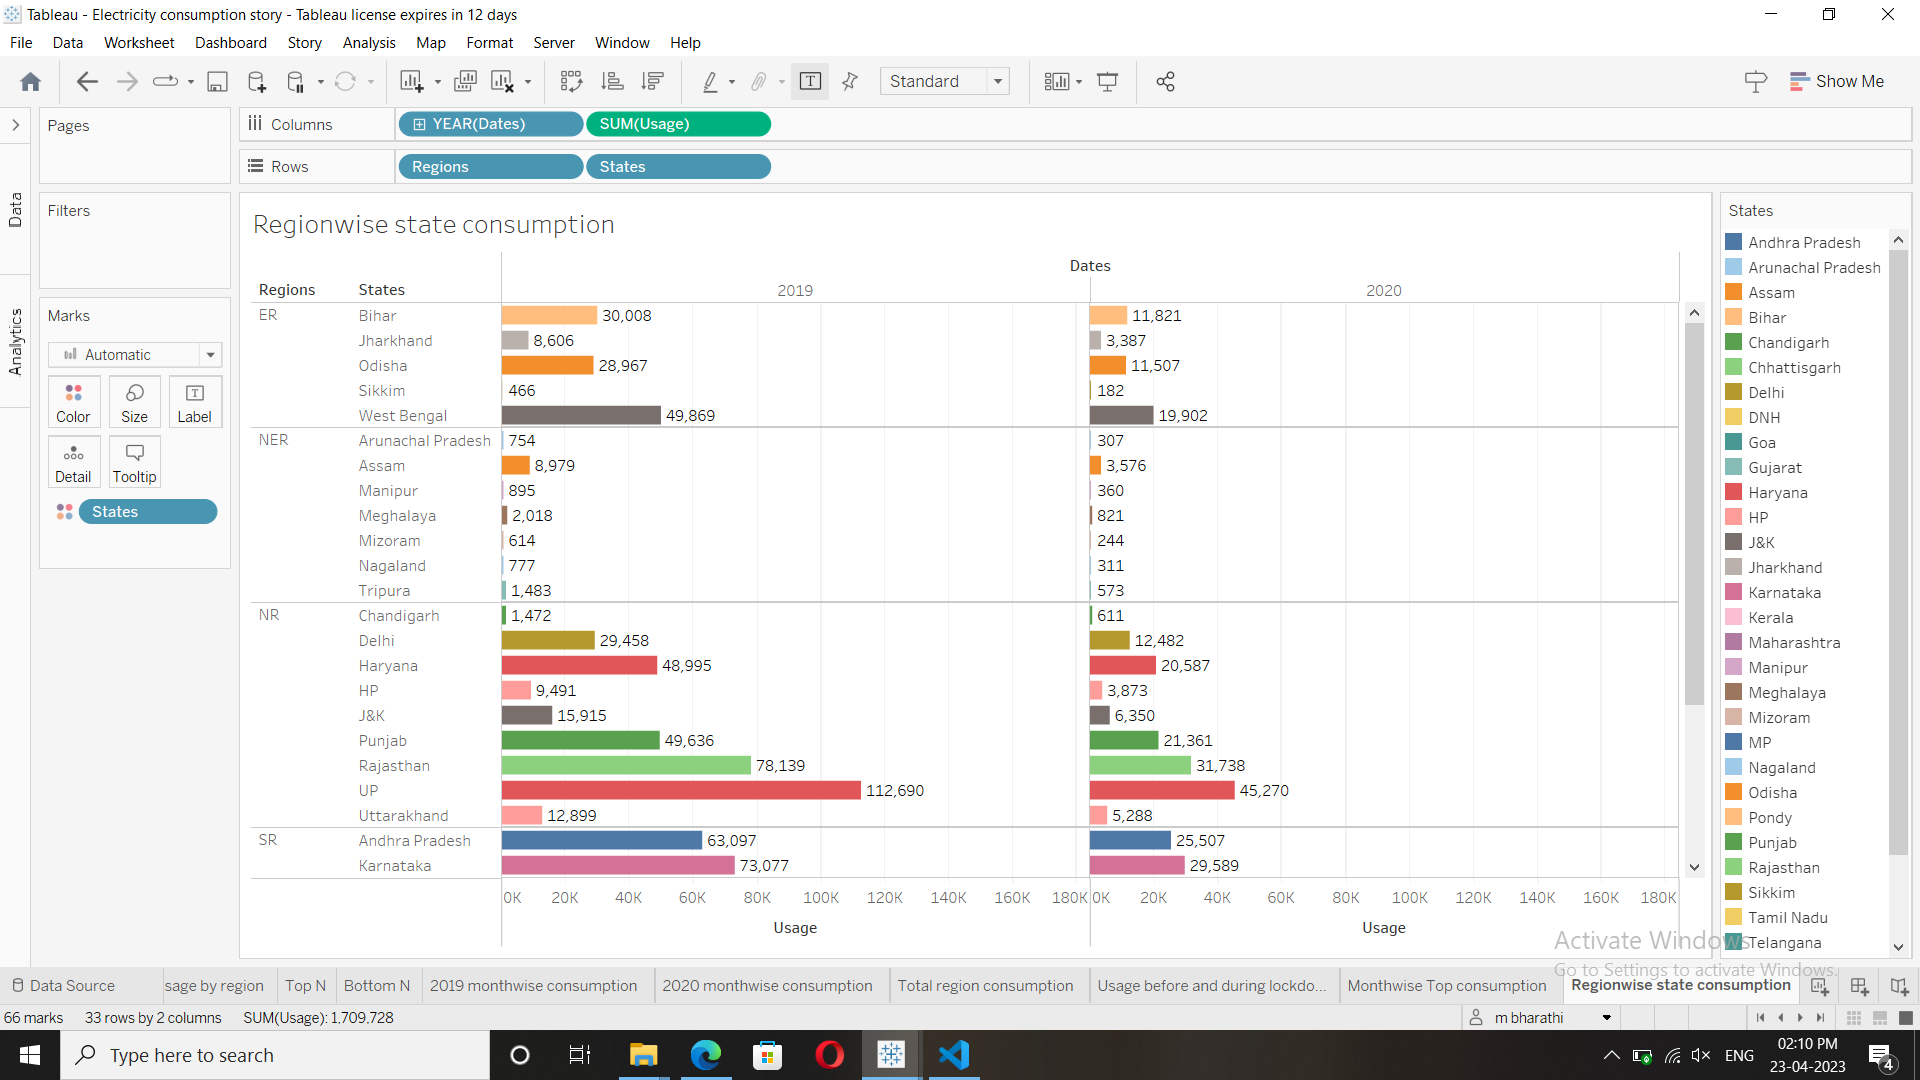 Tableau - Electricity consumption story - Tableau license expires in 12 days
File Data Worksheet Dashboard Story Analysis Map Format Server Window Help
Standard
Show Me
Data
Analytics
Pages
Filters
Marks
Automatic
Color Size Label
Detail Tooltip
States
Columns YEAR(Dates) SUM(Usage)
Rows Regions States
Regionwise state consumption
Dates
Regions States 2019 2020
ER Bihar 30,008 11,821
Jharkhand 8,606 3,387
Odisha 28,967 11,507
Sikkim 466 182
West Bengal 49,869 19,902
NER Arunachal Pradesh 754 307
Assam 8,979 3,576
Manipur 895 360
Meghalaya 2,018 821
Mizoram 614 244
Nagaland 777 311
Tripura 1,483 573
NR Chandigarh 1,472 611
Delhi 29,458 12,482
Haryana 48,995 20,587
HP 9,491 3,873
J&K 15,915 6,350
Punjab 49,636 21,361
Rajasthan 78,139 31,738
UP 112,690 45,270
Uttarakhand 12,899 5,288
SR Andhra Pradesh 63,097 25,507
Karnataka 73,077 29,589
0K 20K 40K 60K 80K 100K 120K 140K 160K 180K 0K 20K 40K 60K 80K 100K 120K 140K 160K 180K
Usage Usage
States
Andhra Pradesh
Arunachal Pradesh
Assam
Bihar
Chandigarh
Chhattisgarh
Delhi
DNH
Goa
Gujarat
Haryana
HP
J&K
Jharkhand
Karnataka
Kerala
Maharashtra
Manipur
Meghalaya
Mizoram
MP
Nagaland
Odisha
Pondy
Punjab
Rajasthan
Sikkim
Tamil Nadu
Telangana
Activate Windows
Go to Settings to activate Windows.
Data Source sage by region Top N Bottom N 2019 monthwise consumption 2020 monthwise consumption Total region consumption Usage before and during lockdo... Monthwise Top consumption Regionwise state consumption
66 marks 33 rows by 2 columns SUM(Usage): 1,709,728 m bharathi
Type here to search
ENG
02:10 PM
23-04-2023
4